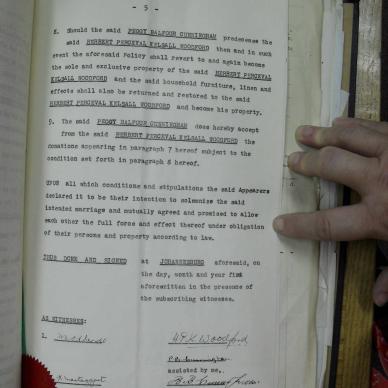 - 5 -
8. Should the said PEGGY BALFOUR CUNNINGHAM predecease the
said HERBERT PERCEVAL KELSALL WOODFORD then and in such
event the aforesaid Policy shall revert to and again become
the sole and exclusive property of the said HERBERT PERCEVAL
KELSALL WOODFORD and the said household furniture, linen and
effects shall also be returned and restored to the said
HERBERT PERCEVAL KELSALL WOODFORD and become his property.
9. The said PEGGY BALFOUR CUNNINGHAM does hereby accept
from the said HERBERT PERCEVAL KELSALL WOODFORD the
donations appearing in paragraph 7 hereof subject to the
condition set forth in paragraph 8 hereof.
UPON all which conditions and stipulations the said Appearers
declared it to be their intention to solemnize the said
intended marriage and mutually agreed and promised to allow
each other the full force and effect thereof under obligation
of their persons and property according to law.
THUS DONE AND SIGNED at JOHANNESBURG aforesaid, on
the day, month and year first
aforewritten in the presence of
the subscribing witnesses.
AS WITNESSES:
1. H.P.K. Woodford
P.B. Cunningham
assisted by me,